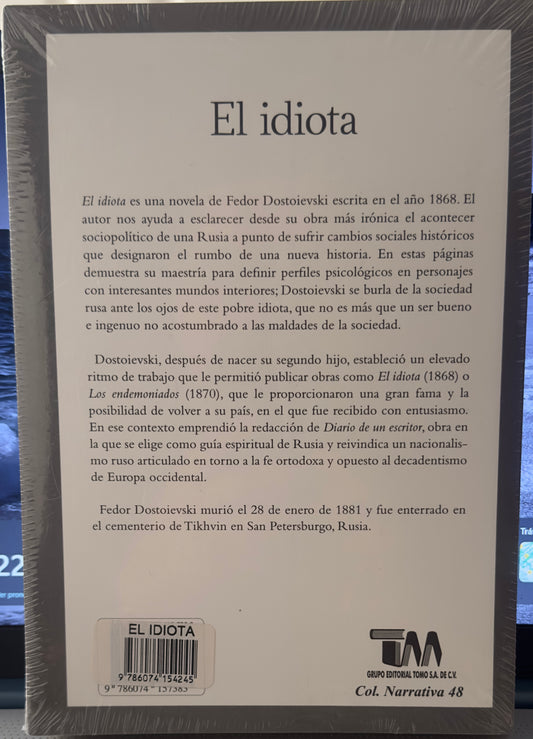 El idiota
El idiota es una novela de Fedor Dostoievski escrita en el año 1868. El
autor nos ayuda a esclarecer desde su obra más irónica el acontecer
sociopolítico de una Rusia a punto de sufrir cambios sociales históricos
que designaron el rumbo de una nueva historia. En estas páginas
demuestra su maestría para definir perfiles psicológicos en personajes
con interesantes mundos interiores; Dostoievski se burla de la sociedad
rusa ante los ojos de este pobre idiota, que no es más que un ser bueno
e ingenuo no acostumbrado a las maldades de la sociedad.
Dostoievski, después de nacer su segundo hijo, estableció un elevado
ritmo de trabajo que le permitió publicar obras como El idiota (1868) o
Los endemoniados (1870), que le proporcionaron una gran fama y la
posibilidad de volver a su país, en el que fue recibido con entusiasmo.
En ese contexto emprendió la redacción de Diario de un escritor, obra en
la que se elige como guía espiritual de Rusia y reivindica un nacionalis-
mo ruso articulado en torno a la fe ortodoxa y opuesto al decadentismo
de Europa occidental.
Fedor Dostoievski murió el 28 de enero de 1881 y fue enterrado en
el cementerio de Tikhvin en San Petersburgo, Rusia.
EL IDIOTA
9 786074 154245
9 786074 157383
GRUPO EDITORIAL TOMO S.A. DE C.V.
Col. Narrativa 48
22